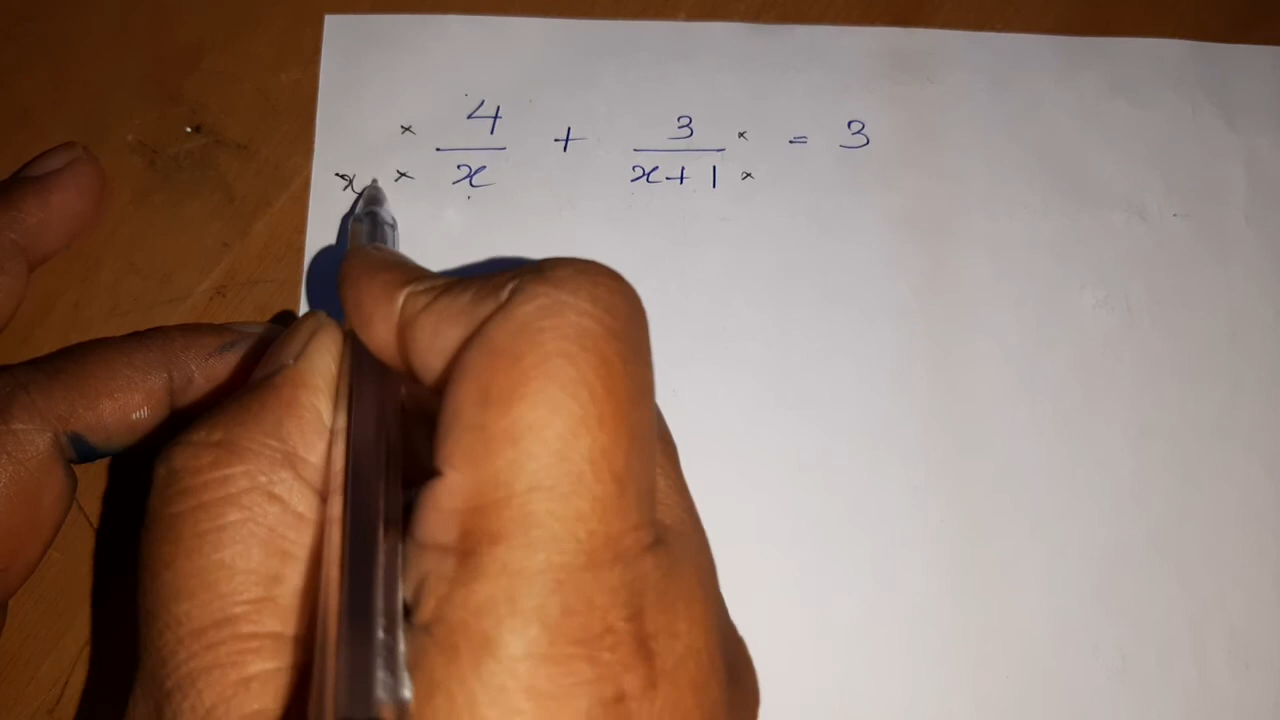 × 4/x + 3/(x+1) × = 3
x × ×